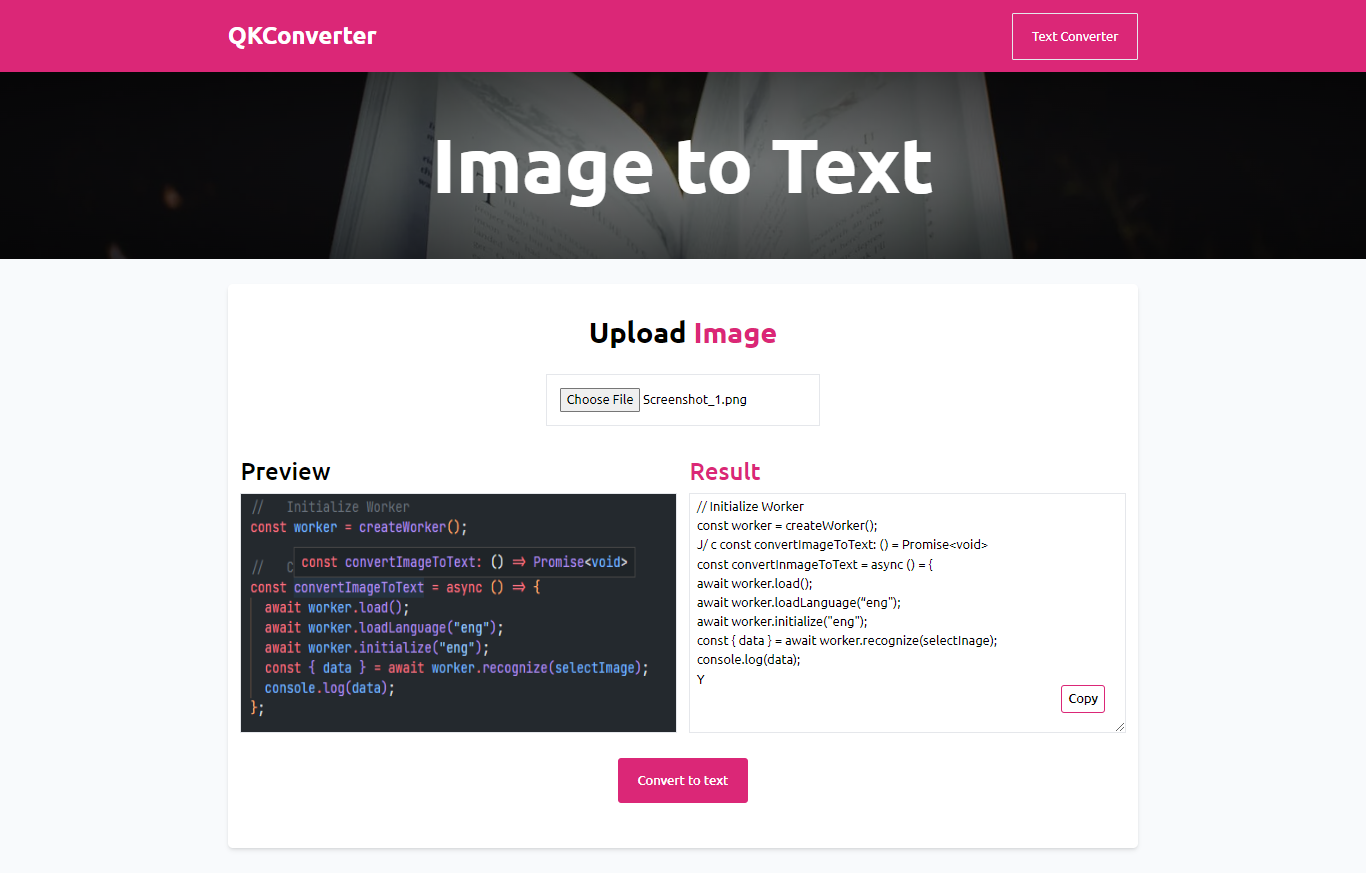 QKConverter
Text Converter
Image to Text
Upload Image
Choose File Screenshot_1.png
Preview
// Initialize Worker
const worker = createWorker();
const convertImageToText: () => Promise<void>
// C
const convertImageToText = async () => {
await worker.load();
await worker.loadLanguage("eng");
await worker.initialize("eng");
const { data } = await worker.recognize(selectImage);
console.log(data);
};
Result
// Initialize Worker
const worker = createWorker();
J/ c const convertImageToText: () = Promise<void>
const convertInmageToText = async () = {
await worker.load();
await worker.loadLanguage(“eng”);
await worker.initialize("eng");
const { data } = await worker.recognize(selectInage);
console.log(data);
Y
Copy
Convert to text